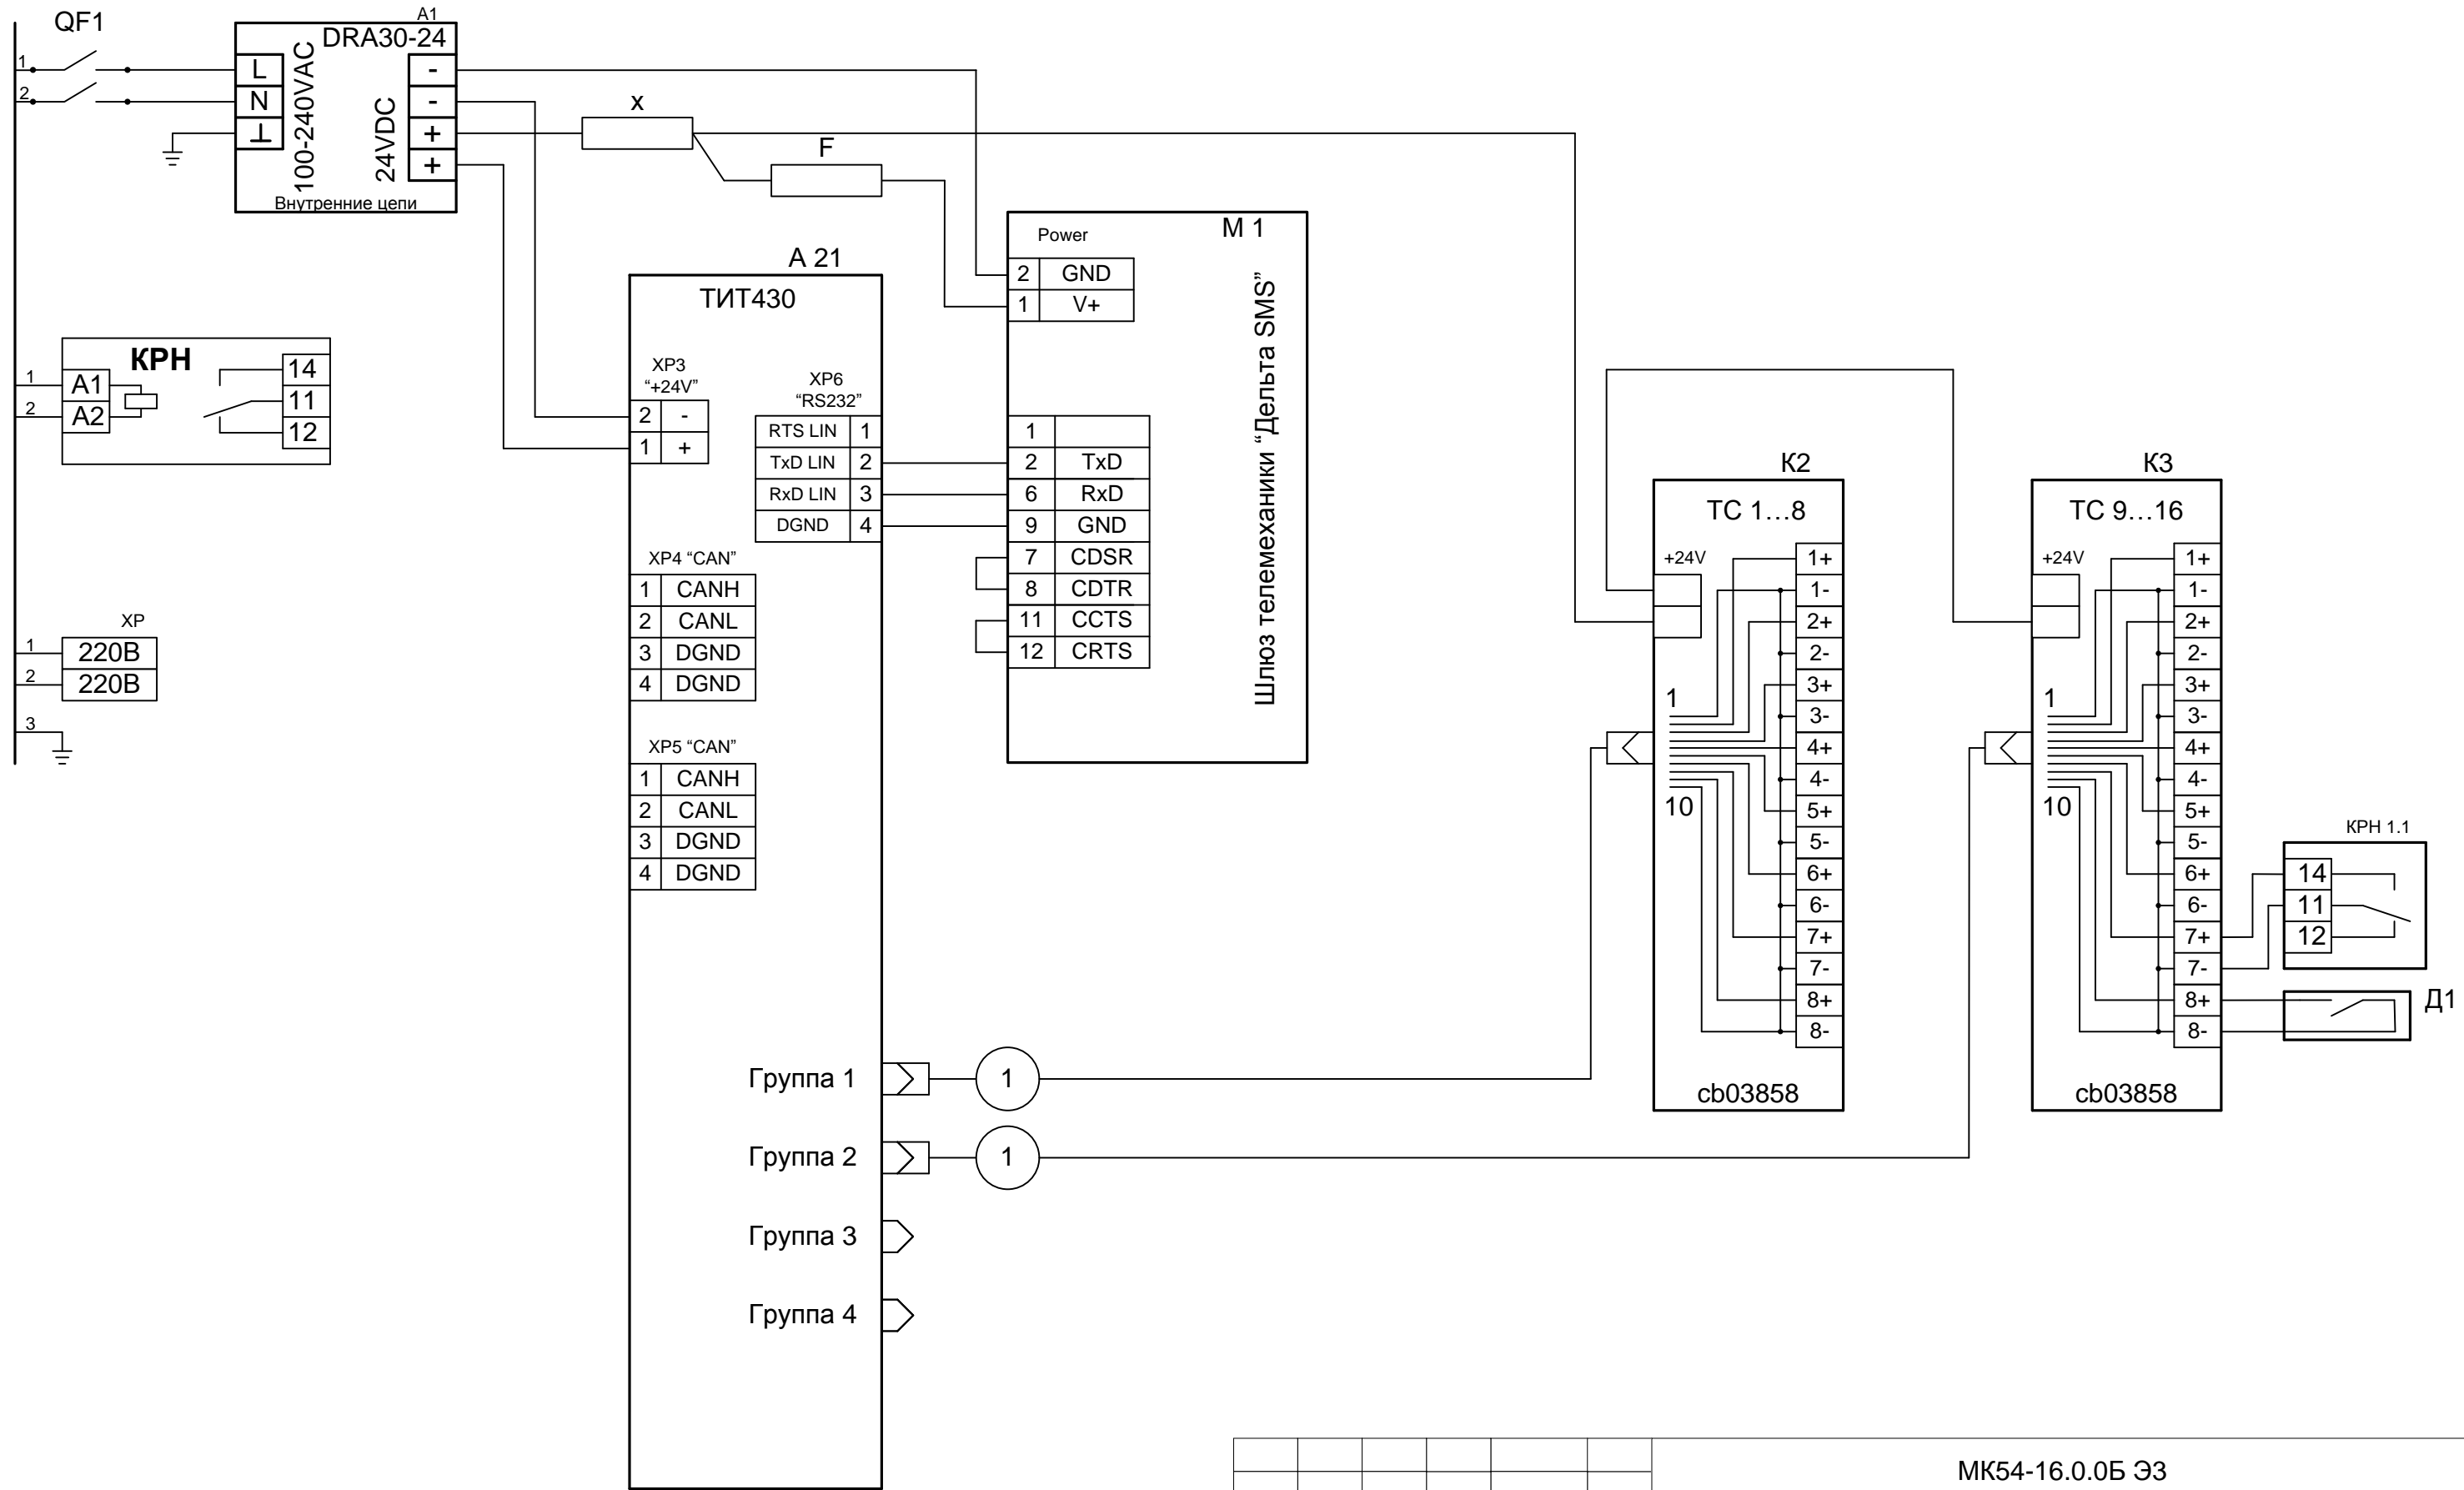 QF1
1
2
A1
DRA30-24
L
N
⊥
100-240VAC
24VDC
-
-
+
+
Внутренние цепи
x
F
КРН
1
2
A1
A2
14
11
12
XP
1
2
3
220В
220В
А 21
ТИТ430
XP3
“+24V”
2 -
1 +
XP6
“RS232”
RTS LIN 1
TxD LIN 2
RxD LIN 3
DGND 4
XP4 “CAN”
1 CANH
2 CANL
3 DGND
4 DGND
XP5 “CAN”
1 CANH
2 CANL
3 DGND
4 DGND
Группа 1
Группа 2
Группа 3
Группа 4
1
1
М 1
Power
2 GND
1 V+
1
2 TxD
6 RxD
9 GND
7 CDSR
8 CDTR
11 CCTS
12 CRTS
Шлюз телемеханики “Дельта SMS”
К2
ТС 1…8
+24V
1
10
1+
1-
2+
2-
3+
3-
4+
4-
5+
5-
6+
6-
7+
7-
8+
8-
cb03858
К3
ТС 9…16
+24V
1
10
1+
1-
2+
2-
3+
3-
4+
4-
5+
5-
6+
6-
7+
7-
8+
8-
cb03858
КРН 1.1
14
11
12
Д1
МК54-16.0.0Б ЭЗ